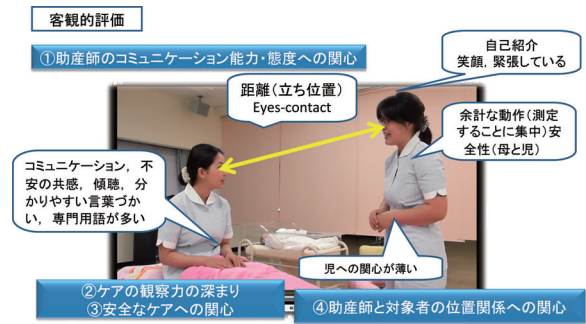 客観的評価
①助産師のコミュニケーション能力・態度への関心
自己紹介
笑顔，緊張している
距離（立ち位置）
Eyes-contact
余計な動作（測定
することに集中）安
全性（母と児）
コミュニケーション，不
安の共感，傾聴，分
かりやすい言葉づか
い，専門用語が多い
児への関心が薄い
②ケアの観察力の深まり
③安全なケアへの関心
④助産師と対象者の位置関係への関心